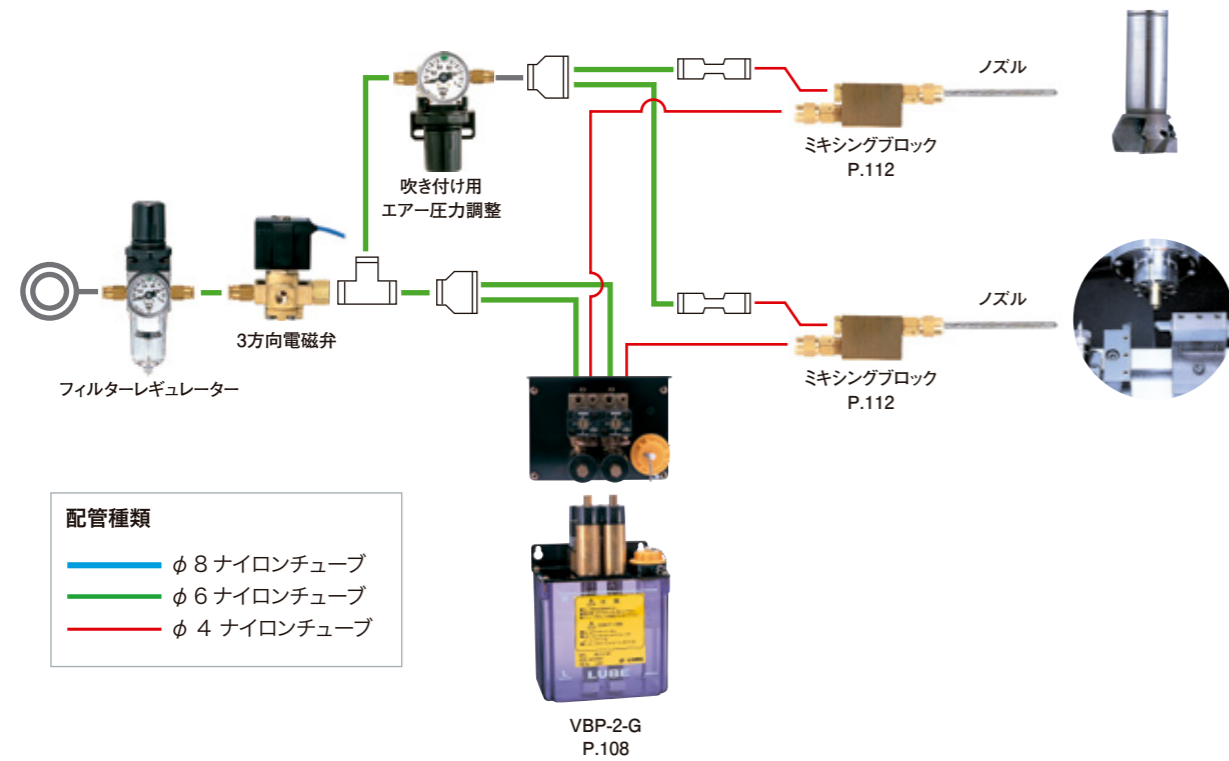 ノズル
ミキシングブロック
P.112
吹き付け用
エアー圧力調整
3方向電磁弁
フィルターレギュレーター
ノズル
ミキシングブロック
P.112
配管種類
φ8ナイロンチューブ
φ6ナイロンチューブ
φ4 ナイロンチューブ
LUBE
VBP-2-G
P.108